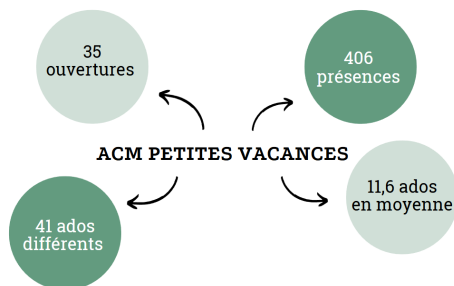 35
ouvertures
406
présences
ACM PETITES VACANCES
41 ados
différents
11,6 ados
en moyenne